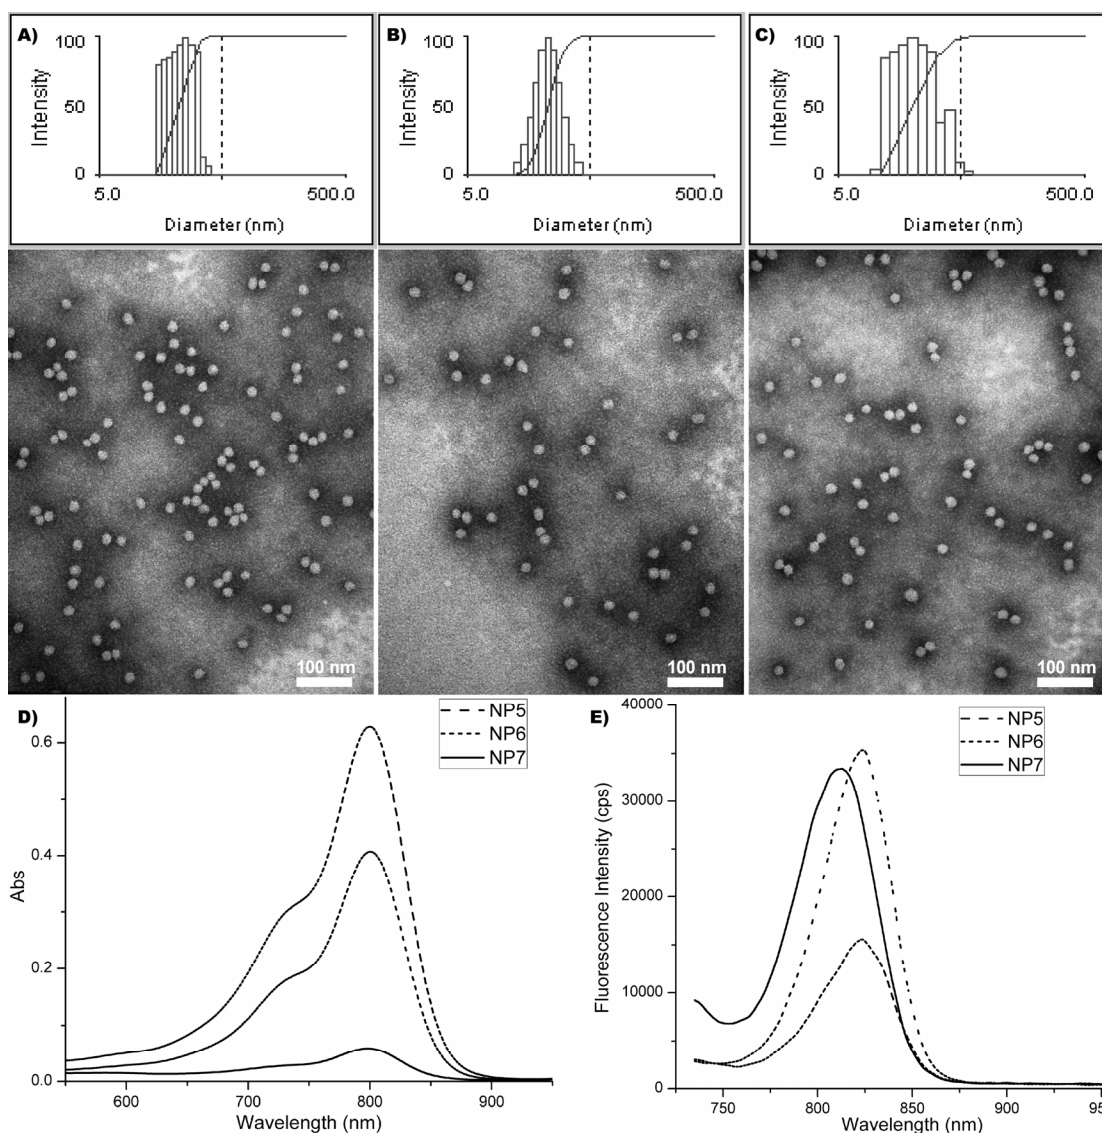 A)
100
50
0
Intensity
5.0
500.0
Diameter (nm)
B)
100
50
0
Intensity
5.0
500.0
Diameter (nm)
C)
100
50
0
Intensity
5.0
500.0
Diameter (nm)
100 nm
100 nm
100 nm
D)
NP5
NP6
NP7
0.6
0.4
0.2
0.0
Abs
600
700
800
900
Wavelength (nm)
E)
NP5
NP6
NP7
40000
30000
20000
10000
0
Fluorescence Intensity (cps)
750
800
850
900
950
Wavelength (nm)